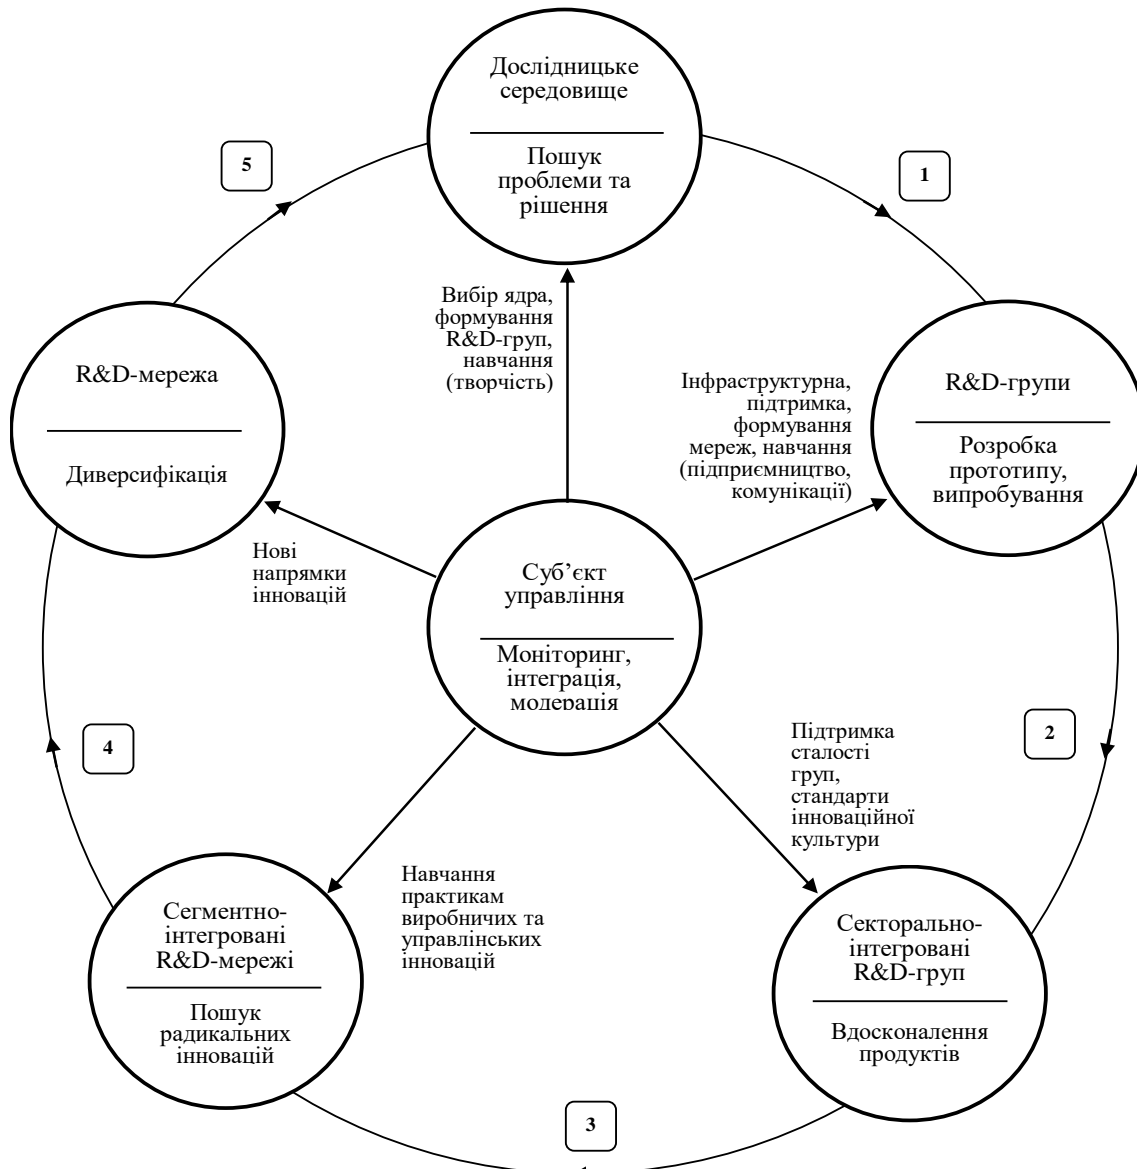 Дослідницьке
середовище
Пошук
проблеми та
рішення
5
1
Вибір ядра,
формування
R&D-груп,
навчання
(творчість)
R&D-мережа
Диверсифікація
Інфраструктурна,
підтримка,
формування
мереж, навчання
(підприємництво,
комунікації)
R&D-групи
Розробка
прототипу,
випробування
Нові
напрямки
інновацій
Суб’єкт
управління
Моніторинг,
інтеграція,
модерація
4
2
Підтримка
сталості
груп,
стандарти
інноваційної
культури
Навчання
практикам
виробничих та
управлінських
інновацій
Сегментно-
інтегровані
R&D-мережі
Пошук
радикальних
інновацій
Секторально-
інтегровані
R&D-груп
Вдосконалення
продуктів
3